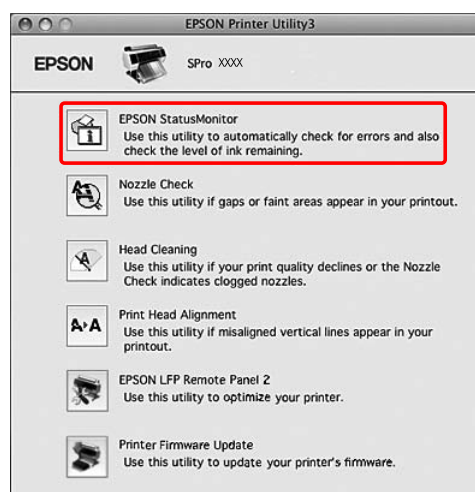 EPSON Printer Utility3
EPSON
SPro XXXX
EPSON StatusMonitor
Use this utility to automatically check for errors and also
check the level of ink remaining.
Nozzle Check
Use this utility if gaps or faint areas appear in your printout.
Head Cleaning
Use this utility if your print quality declines or the Nozzle
Check indicates clogged nozzles.
A▸A
Print Head Alignment
Use this utility if misaligned vertical lines appear in your
printout.
EPSON LFP Remote Panel 2
Use this utility to optimize your printer.
Printer Firmware Update
Use this utility to update your printer's firmware.